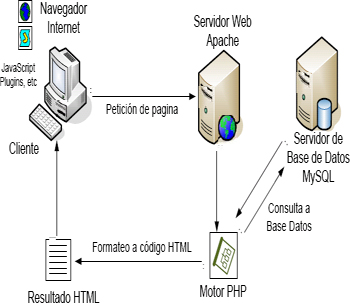 Navegador
Internet
JavaScript
Plugins, etc
Cliente
Petición de pagina
Servidor Web
Apache
Servidor de
Base de Datos
MySQL
Consulta a
Base Datos
Formateo a código HTML
Resultado HTML
Motor PHP